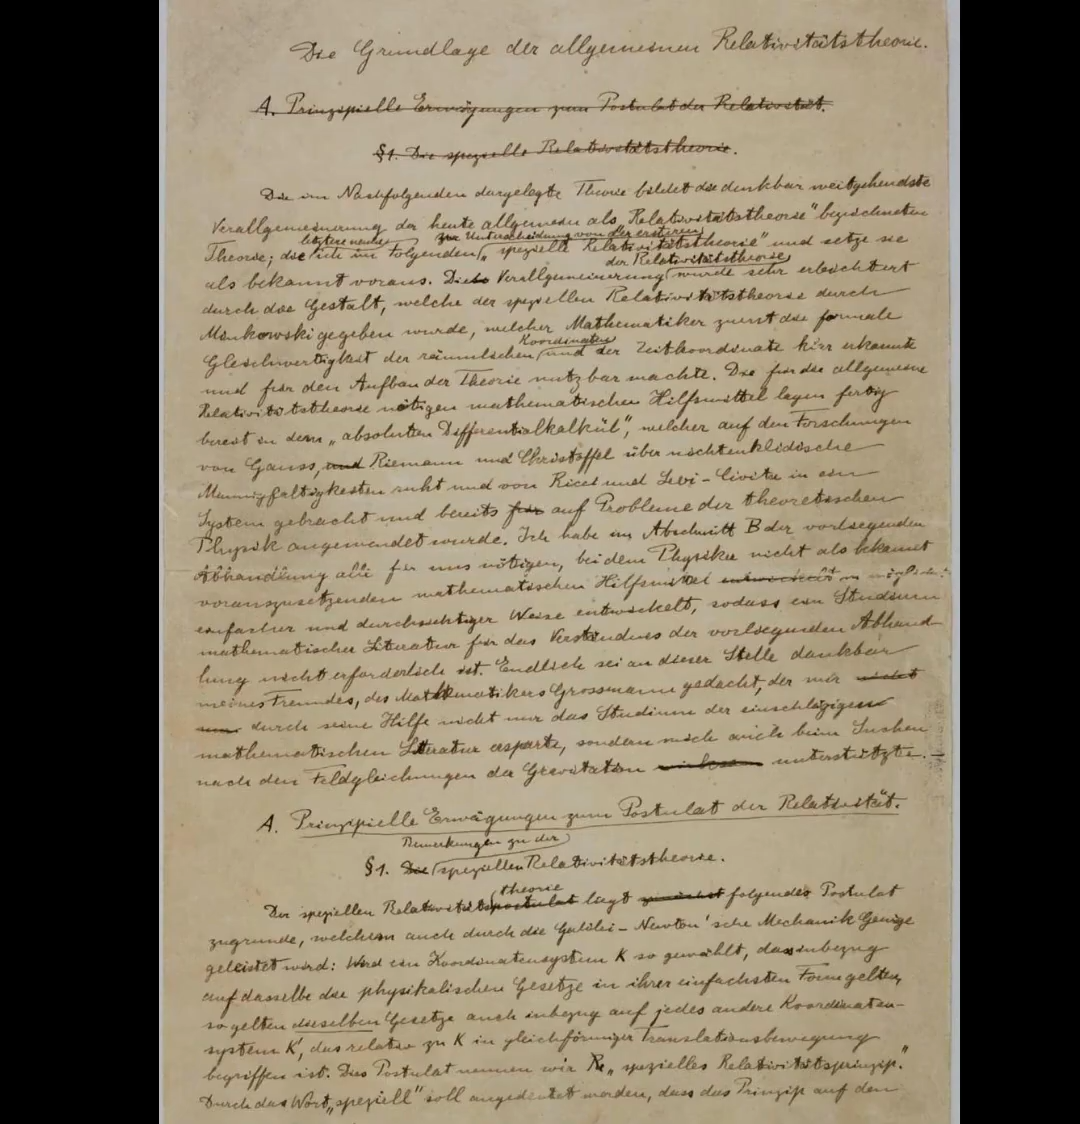 Die Grundlage der allgemeinen Relativitätstheorie.
A. Prinzipielle Erwägungen zum Postulat der Relativität.
§1. Die spezielle Relativitätstheorie.
Die im Nachfolgenden dargelegte Theorie bildet die denkbar weitgehendste
Verallgemeinerung der heute allgemein als „Relativitätstheorie" bezeichneten
letztere nenne zur Unterscheidung von der ersteren
Theorie; die ich im Folgenden „spezielle Relativitätstheorie" und setze sie
der Relativitätstheorie
als bekannt voraus. Diese Verallgemeinerung wurde sehr erleichtert
durch die Gestalt, welche der speziellen Relativitätstheorie durch
Minkowski gegeben wurde, welcher Mathematiker zuerst die formale
Koordinaten
Gleichwertigkeit der räumlichen und der Zeitkoordinate klar erkannte
und für den Aufbau der Theorie nutzbar machte. Die für die allgemeine
Relativitätstheorie nötigen mathematischen Hilfsmittel lagen fertig
bereit in dem „absoluten Differentialkalkül", welcher auf den Forschungen
von Gauss, und Riemann und Christoffel über nichteuklidische
Mannigfaltigkeiten ruht und von Ricci und Levi-Civita in ein
System gebracht und bereits für auf Probleme der theoretischen
Physik angewendet wurde. Ich habe im Abschnitt B der vorliegenden
Abhandlung alle für uns nötigen, bei dem Physiker nicht als bekannt
vorauszusetzenden mathematischen Hilfsmittel entwickelt in möglichst
einfacher und durchsichtiger Weise entwickelt, sodass ein Studium
mathematischer Literatur für das Verständnis der vorliegenden Abhand
lung nicht erforderlich ist. Endlich sei an dieser Stelle dankbar
meines Freundes, des Mathematikers Grossmann gedacht, der mir nicht
nur durch seine Hilfe nicht nur das Studium der einschlägigen
mathematischen Literatur ersparte, sondern mich auch beim Suchen
nach den Feldgleichungen der Gravitation unterstützte.
A. Prinzipielle Erwägungen zum Postulat der Relativität.
Bemerkungen zu der
§1. Die speziellen Relativitätstheorie.
theorie
Der speziellen Relativitätspostulat liegt zunächst folgendes Postulat
zugrunde, welchem auch durch die Galilei-Newton'sche Mechanik Genüge
geleistet wird: Wird ein Koordinatensystem K so gewählt, dass inbezug
auf dasselbe die physikalischen Gesetze in ihrer einfachsten Form gelten,
so gelten dieselben Gesetze auch inbezug auf jedes andere Koordinaten-
system K', das relativ zu K in gleichförmiger Translationsbewegung
begriffen ist. Dies Postulat nennen wir „spezielles Relativitätsprinzip."
Durch das Wort „speziell" soll angedeutet werden, dass das Prinzip auf den